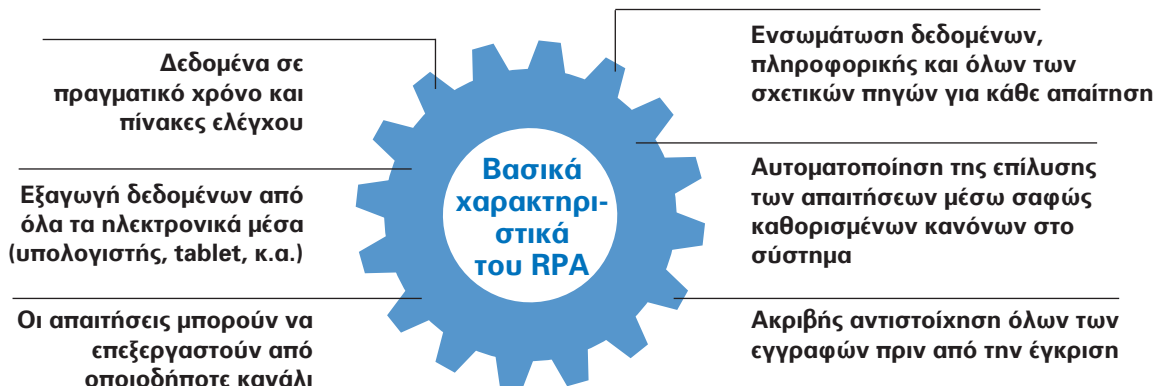 Δεδομένα σε
πραγματικό χρόνο και
πίνακες ελέγχου
Εξαγωγή δεδομένων από
όλα τα ηλεκτρονικά μέσα
(υπολογιστής, tablet, κ.α.)
Οι απαιτήσεις μπορούν να
επεξεργαστούν από
οποιοδήποτε κανάλι
Βασικά
χαρακτηρι-
στικά
του RPA
Ενσωμάτωση δεδομένων,
πληροφορικής και όλων των
σχετικών πηγών για κάθε απαίτηση
Αυτοματοποίηση της επίλυσης
των απαιτήσεων μέσω σαφώς
καθορισμένων κανόνων στο
σύστημα
Ακριβής αντιστοίχηση όλων των
εγγραφών πριν από την έγκριση